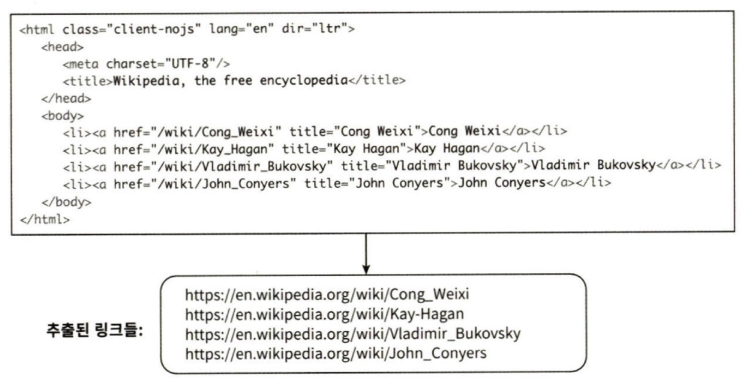 <html class="client-nojs" lang="en" dir="ltr">
<head>
<meta charset="UTF-8"/>
<title>Wikipedia, the free encyclopedia</title>
</head>
<body>
<li><a href="/wiki/Cong_Weixi" title="Cong Weixi">Cong Weixi</a></li>
<li><a href="/wiki/Kay_Hagan" title="Kay Hagan">Kay Hagan</a></li>
<li><a href="/wiki/Vladimir_Bukovsky" title="Vladimir Bukovsky">Vladimir Bukovsky</a></li>
<li><a href="/wiki/John_Conyers" title="John Conyers">John Conyers</a></li>
</body>
</html>
추출된 링크들:
https://en.wikipedia.org/wiki/Cong_Weixi
https://en.wikipedia.org/wiki/Kay-Hagan
https://en.wikipedia.org/wiki/Vladimir_Bukovsky
https://en.wikipedia.org/wiki/John_Conyers